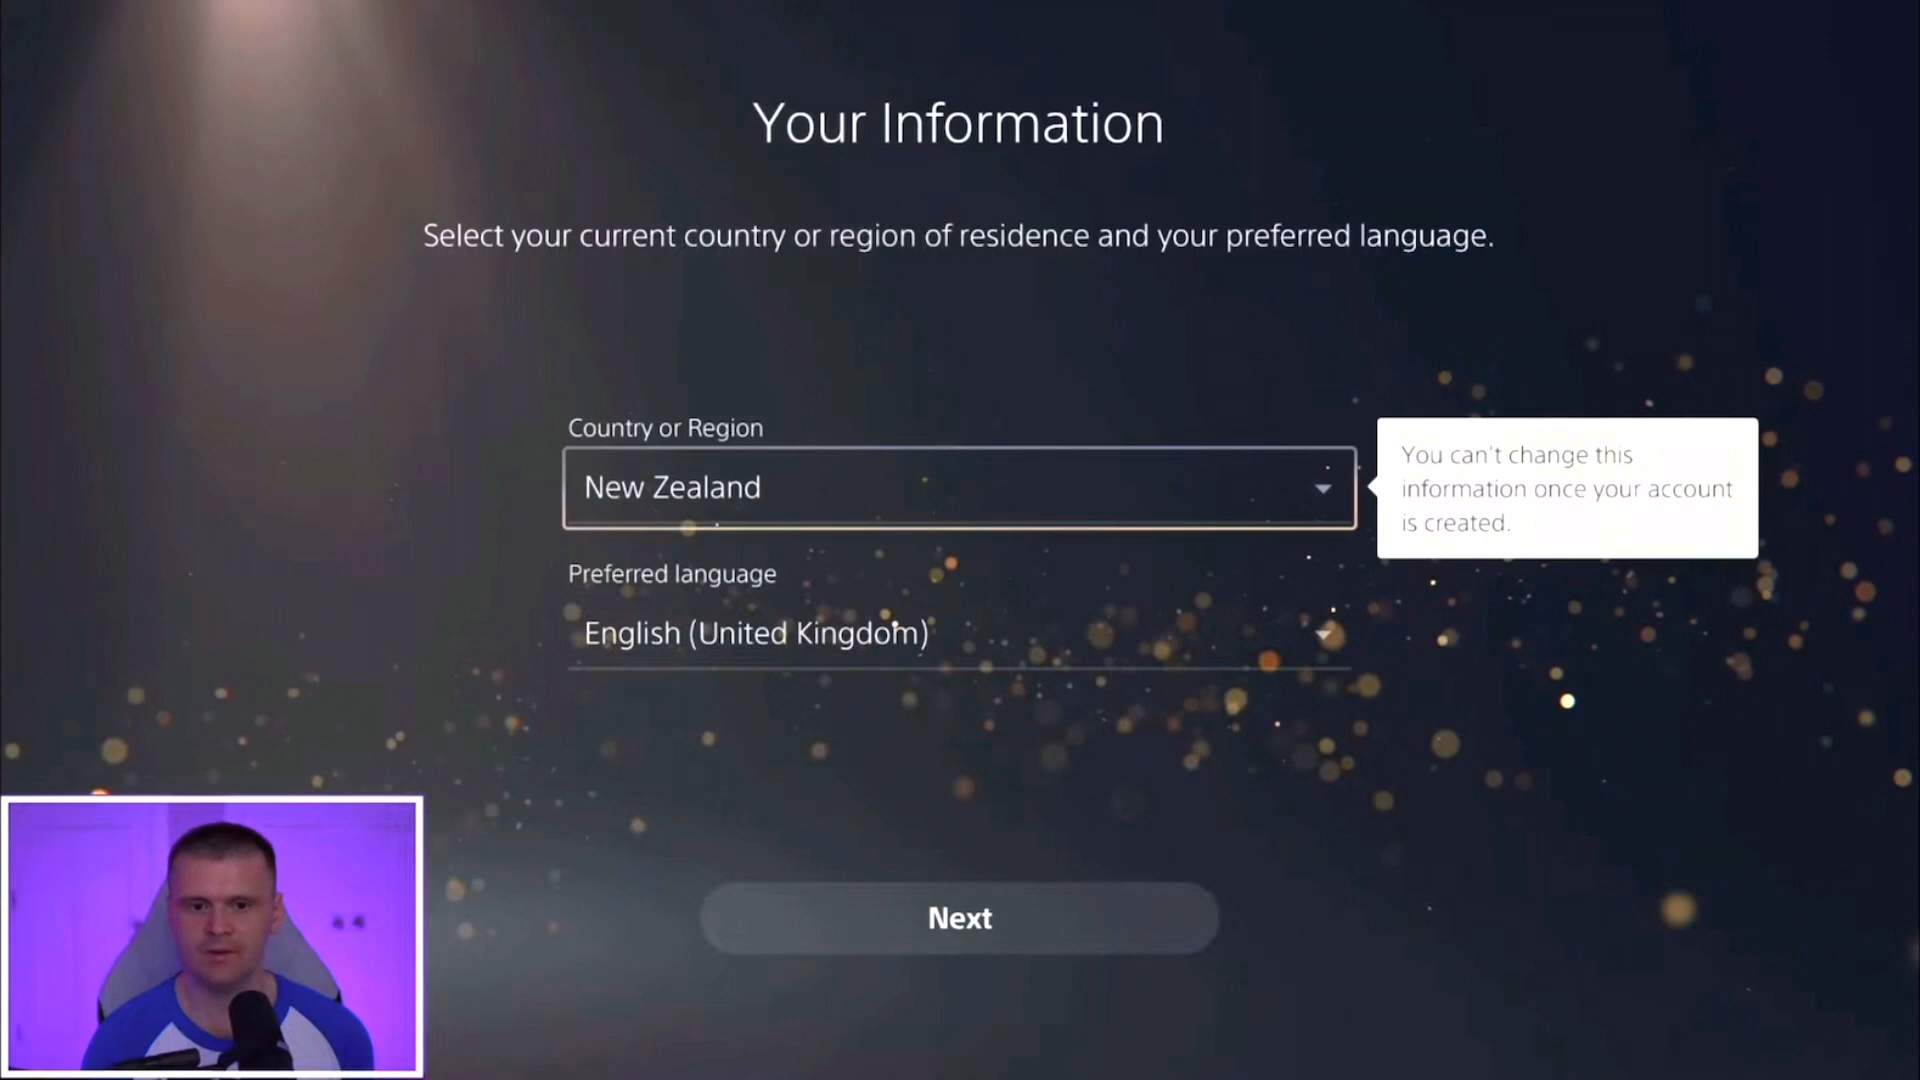 Your Information
Select your current country or region of residence and your preferred language.
Country or Region
New Zealand
You can't change this
information once your account
is created.
Preferred language
English (United Kingdom)
Next